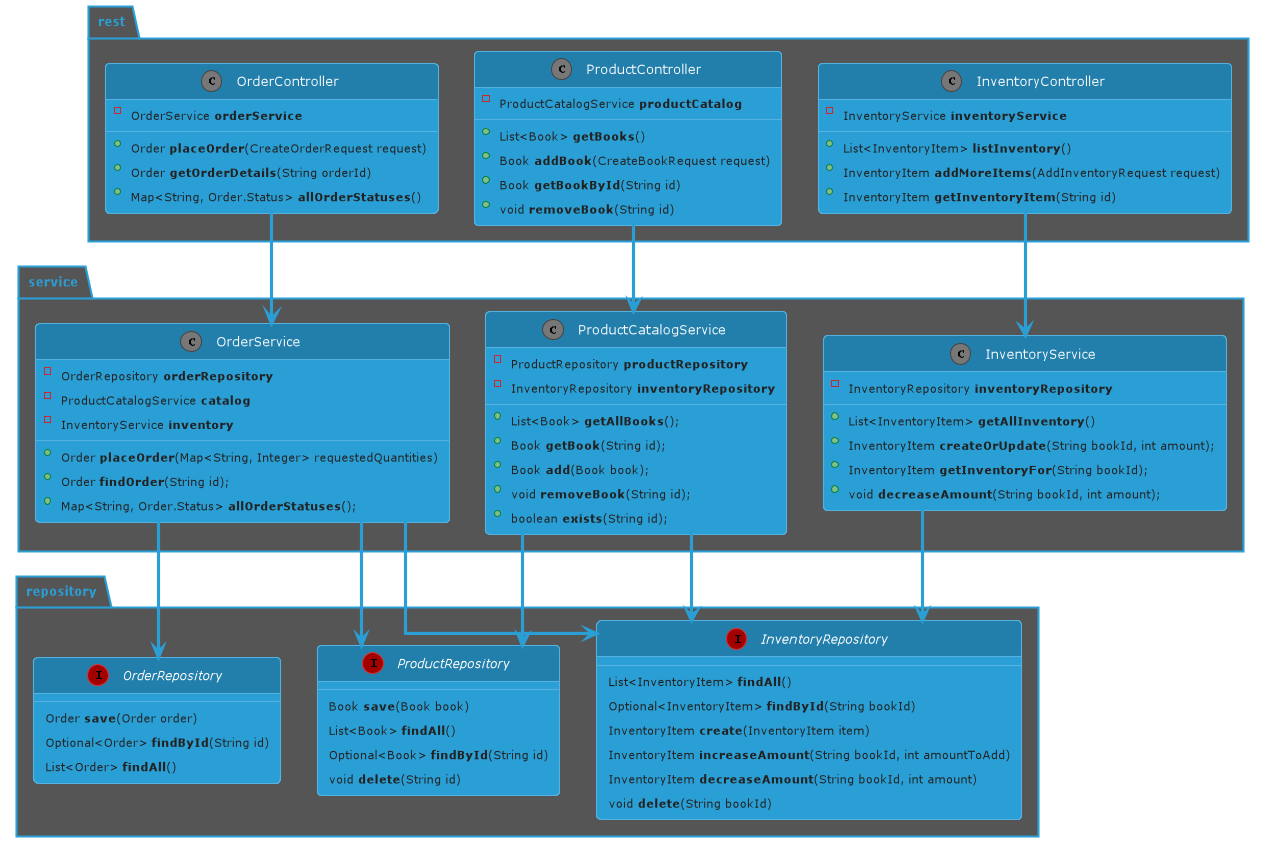 rest
C OrderController
OrderService orderService
Order placeOrder(CreateOrderRequest request)
Order getOrderDetails(String orderId)
Map<String, Order.Status> allOrderStatuses()
C ProductController
ProductCatalogService productCatalog
List<Book> getBooks()
Book addBook(CreateBookRequest request)
Book getBookById(String id)
void removeBook(String id)
C InventoryController
InventoryService inventoryService
List<InventoryItem> listInventory()
InventoryItem addMoreItems(AddInventoryRequest request)
InventoryItem getInventoryItem(String id)
service
C OrderService
OrderRepository orderRepository
ProductCatalogService catalog
InventoryService inventory
Order placeOrder(Map<String, Integer> requestedQuantities)
Order findOrder(String id);
Map<String, Order.Status> allOrderStatuses();
C ProductCatalogService
ProductRepository productRepository
InventoryRepository inventoryRepository
List<Book> getAllBooks();
Book getBook(String id);
Book add(Book book);
void removeBook(String id);
boolean exists(String id);
C InventoryService
InventoryRepository inventoryRepository
List<InventoryItem> getAllInventory()
InventoryItem createOrUpdate(String bookId, int amount);
InventoryItem getInventoryFor(String bookId);
void decreaseAmount(String bookId, int amount);
repository
I OrderRepository
Order save(Order order)
Optional<Order> findById(String id)
List<Order> findAll()
I ProductRepository
Book save(Book book)
List<Book> findAll()
Optional<Book> findById(String id)
void delete(String id)
I InventoryRepository
List<InventoryItem> findAll()
Optional<InventoryItem> findById(String bookId)
InventoryItem create(InventoryItem item)
InventoryItem increaseAmount(String bookId, int amountToAdd)
InventoryItem decreaseAmount(String bookId, int amount)
void delete(String bookId)